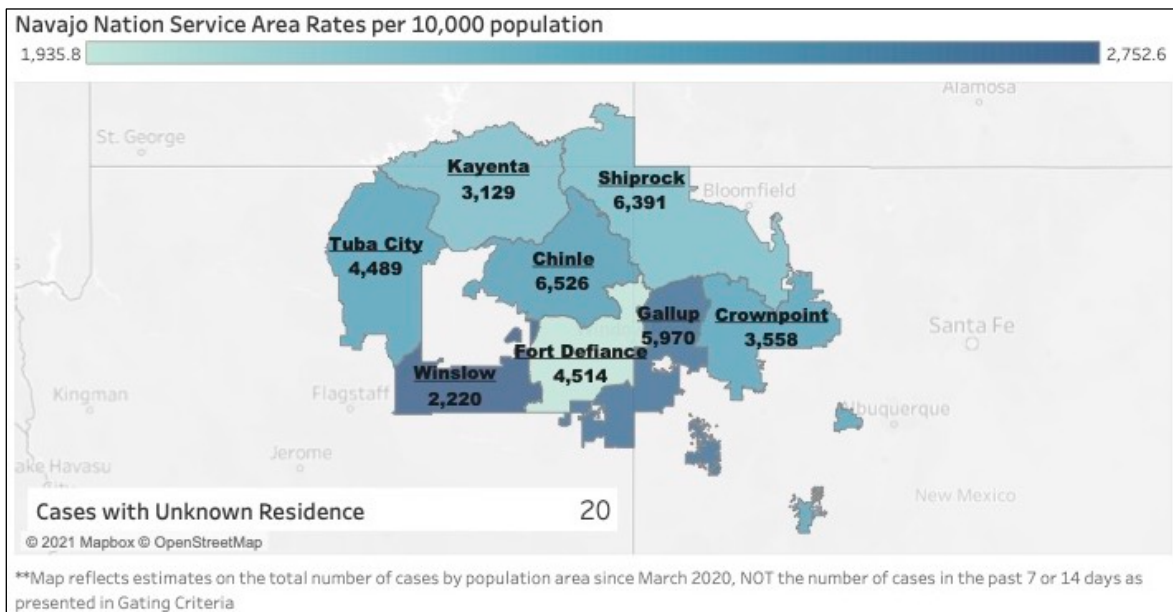 Navajo Nation Service Area Rates per 10,000 population
1,935.8
2,752.6
Alamosa
St. George
Kayenta
3,129
Shiprock
6,391
Bloomfield
Tuba City
4,489
Chinle
6,526
Gallup
5,970
Crownpoint
3,558
Santa Fe
Fort Defiance
4,514
Winslow
2,220
Kingman
Flagstaff
Albuquerque
Jerome
ake Havasu
City
New Mexico
Cases with Unknown Residence 20
© 2021 Mapbox © OpenStreetMap
**Map reflects estimates on the total number of cases by population area since March 2020, NOT the number of cases in the past 7 or 14 days as
presented in Gating Criteria